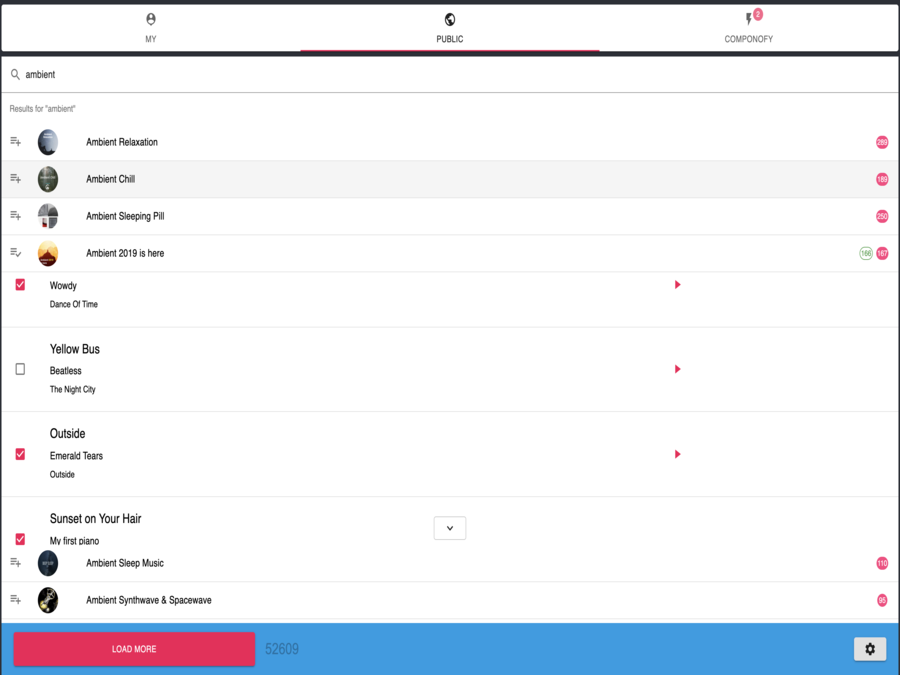 MY
PUBLIC
2
COMPONOFY
ambient
Results for "ambient"
Ambient Relaxation
289
Ambient Chill
189
Ambient Sleeping Pill
250
Ambient 2019 is here
166 167
Wowdy
Dance Of Time
Yellow Bus
Beatless
The Night City
Outside
Emerald Tears
Outside
Sunset on Your Hair
My first piano
Ambient Sleep Music
110
Ambient Synthwave & Spacewave
95
LOAD MORE
52609